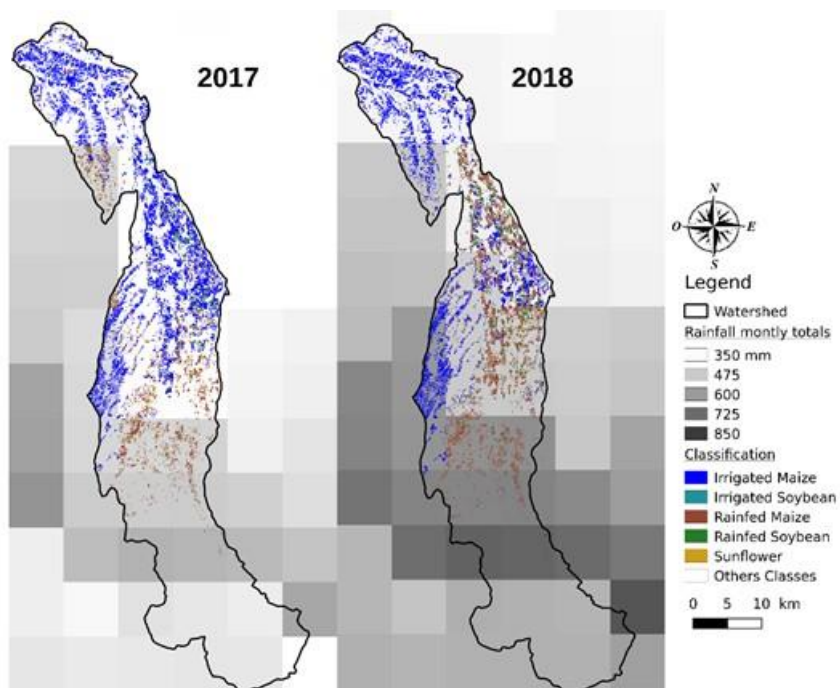 2017
2018
N
O E
S
Legend
Watershed
Rainfall montly totals
350 mm
475
600
725
850
Classification
Irrigated Maize
Irrigated Soybean
Rainfed Maize
Rainfed Soybean
Sunflower
Others Classes
0 5 10 km